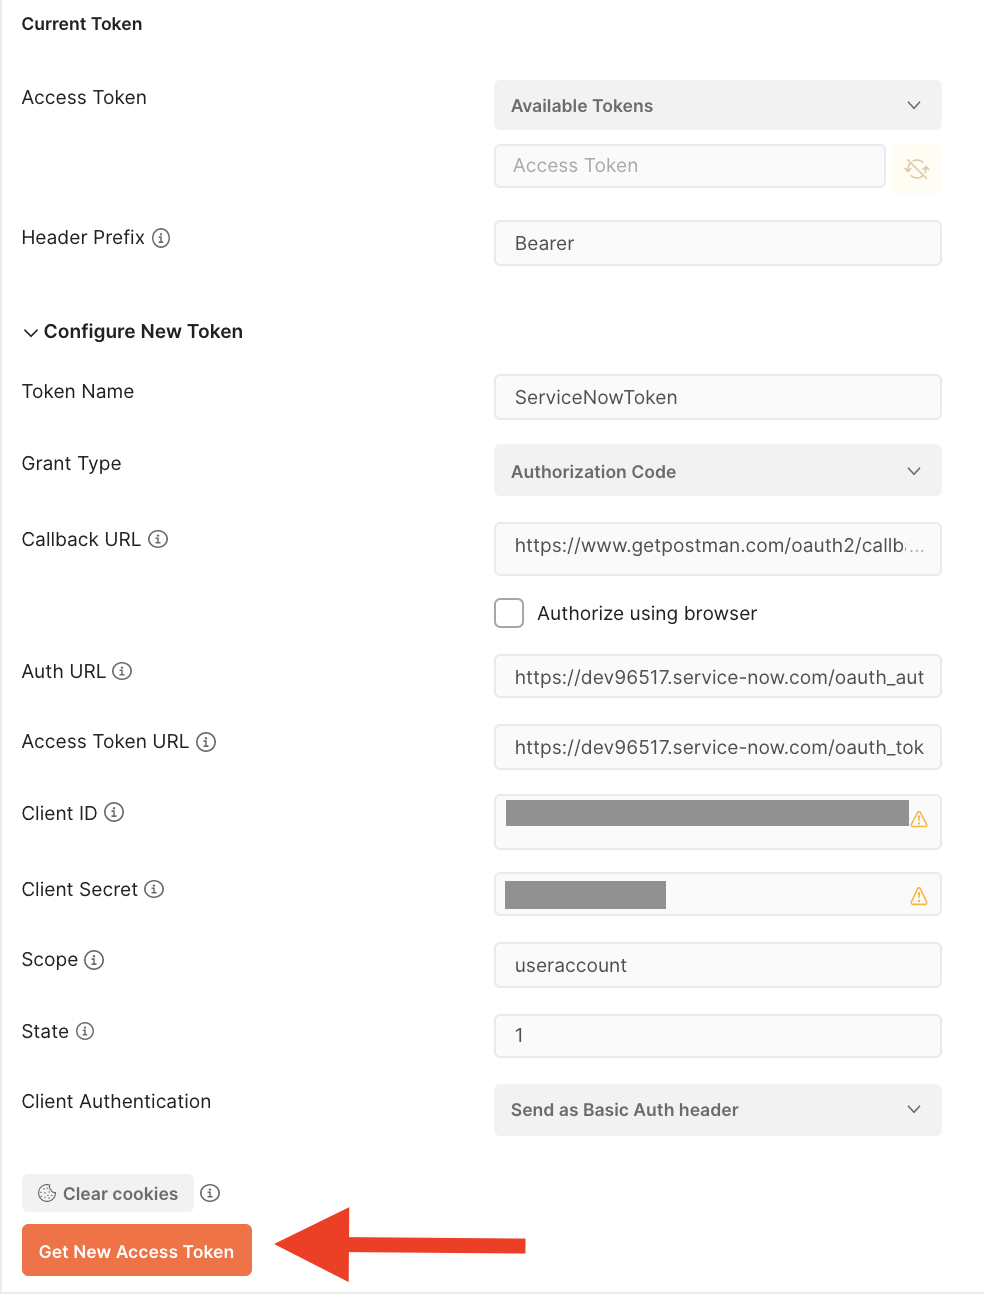 Current Token
Access Token
Available Tokens
Access Token
Header Prefix
Bearer
Configure New Token
Token Name
ServiceNowToken
Grant Type
Authorization Code
Callback URL
https://www.getpostman.com/oauth2/callb...
Authorize using browser
Auth URL
https://dev96517.service-now.com/oauth_aut
Access Token URL
https://dev96517.service-now.com/oauth_tok
Client ID
Client Secret
Scope
useraccount
State
1
Client Authentication
Send as Basic Auth header
Clear cookies
Get New Access Token